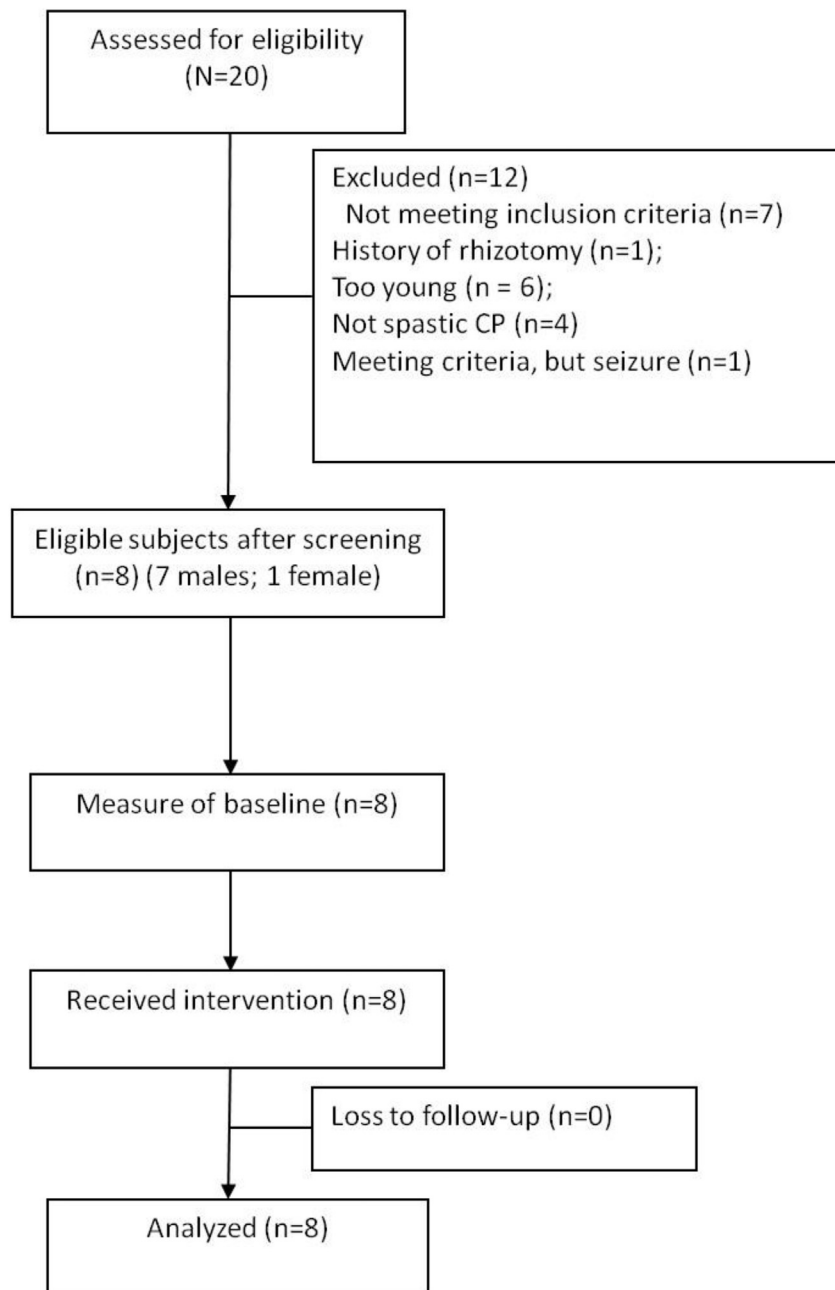 Assessed for eligibility
(N=20)
Excluded (n=12)
Not meeting inclusion criteria (n=7)
History of rhizotomy (n=1);
Too young (n = 6);
Not spastic CP (n=4)
Meeting criteria, but seizure (n=1)
Eligible subjects after screening
(n=8) (7 males; 1 female)
Measure of baseline (n=8)
Received intervention (n=8)
Loss to follow-up (n=0)
Analyzed (n=8)